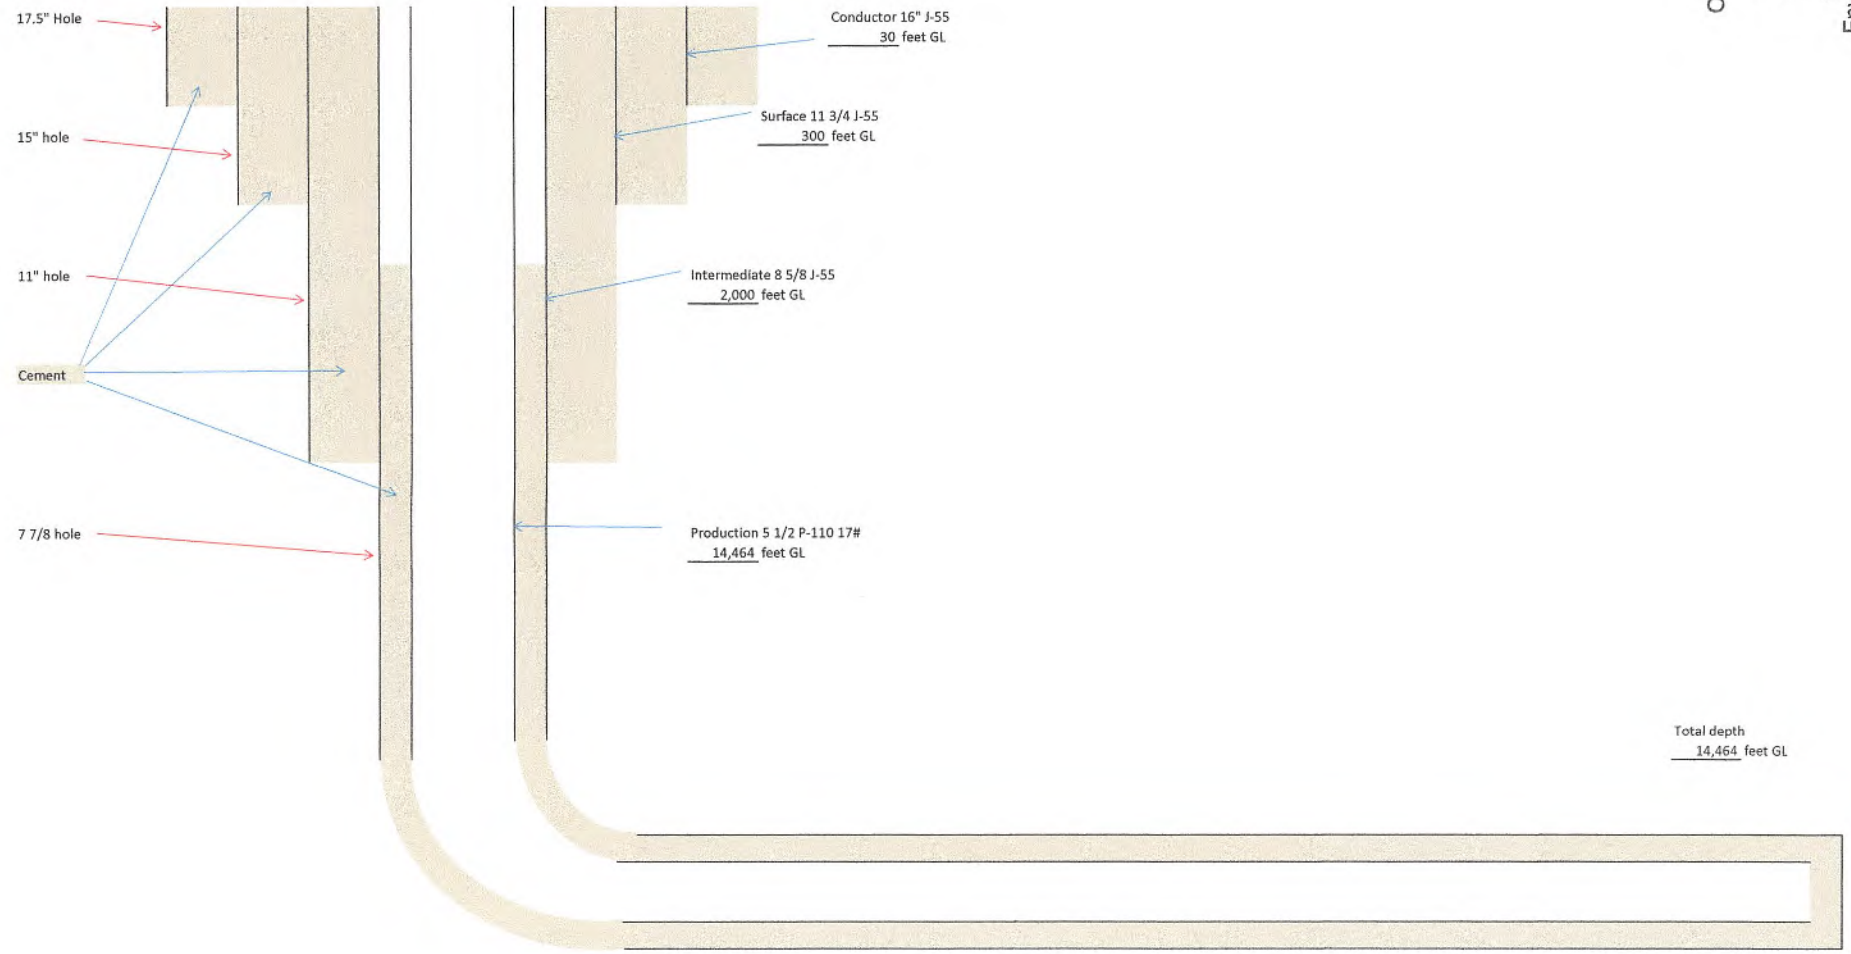 17.5" Hole
Conductor 16" J-55
30 feet GL
Surface 11 3/4 J-55
300 feet GL
15" hole
11" hole
Intermediate 8 5/8 J-55
2,000 feet GL
Cement
7 7/8 hole
Production 5 1/2 P-110 17#
14,464 feet GL
Total depth
14,464 feet GL